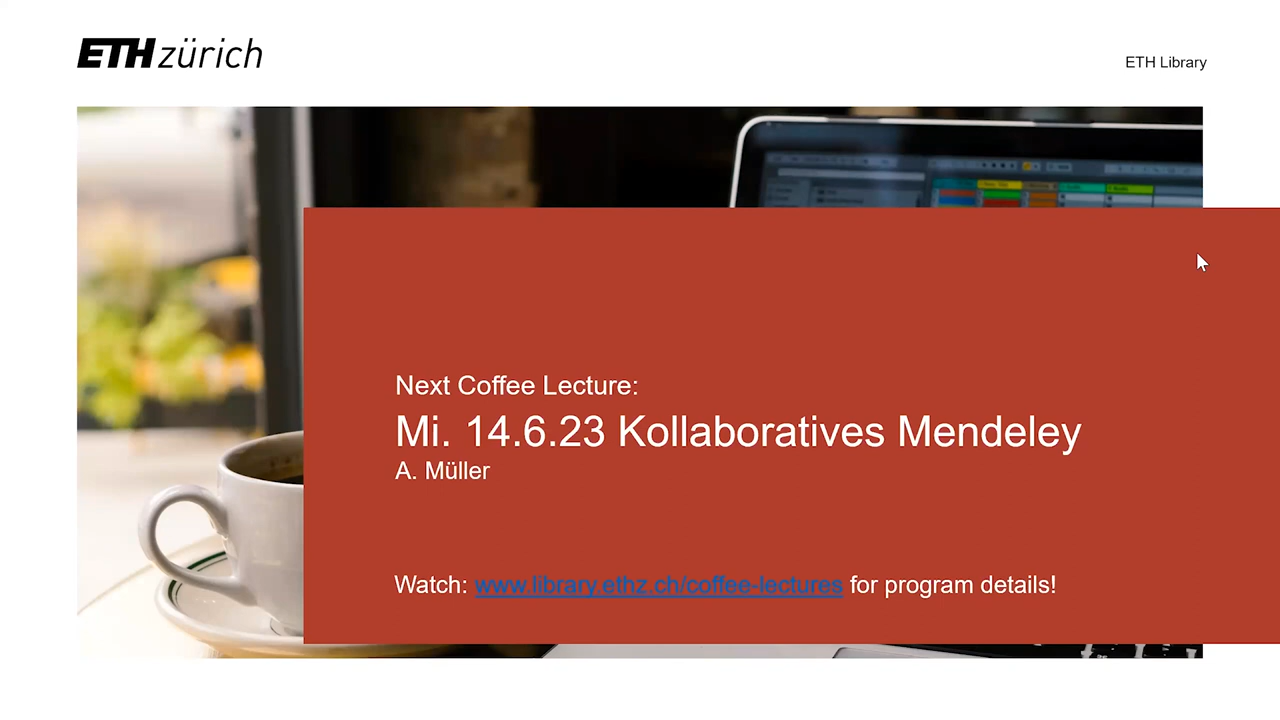 ETH zürich
ETH Library
Next Coffee Lecture:
Mi. 14.6.23 Kollaboratives Mendeley
A. Müller
Watch: www.library.ethz.ch/coffee-lectures for program details!